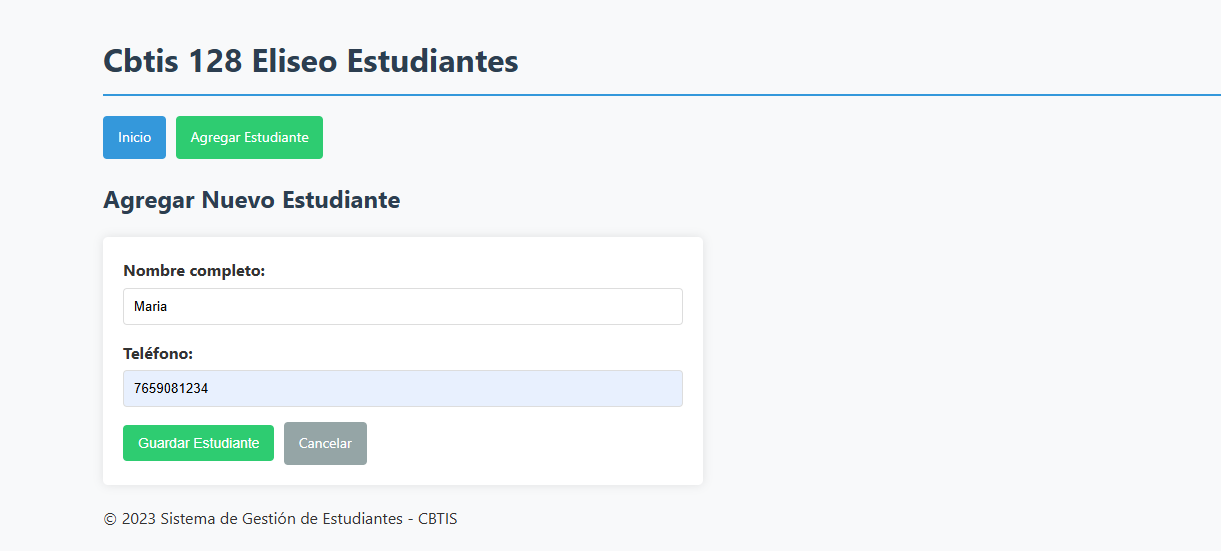 Cbtis 128 Eliseo Estudiantes
Inicio Agregar Estudiante
Agregar Nuevo Estudiante
Nombre completo:
Maria
Teléfono:
7659081234
Guardar Estudiante Cancelar
© 2023 Sistema de Gestión de Estudiantes - CBTIS